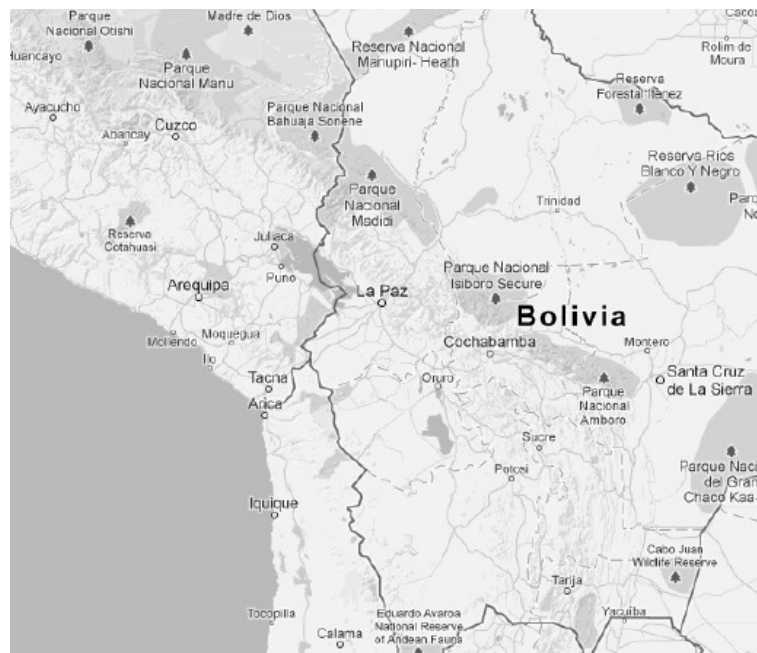 Parque
Nacional Otishi
Madre de Dios
Cacoa
Huancayo
Parque
Nacional Manu
Reserva Nacional
Manupiri- Heath
Rolim de
Moura
Ayacucho
Abancay
Cuzco
Parque Nacional
Bahuaja Sonene
Reserva
Forestal Itenez
Parque
Nacional
Madidi
Reserva Rios
Blanco Y Negro
Trinidad
Reserva
Cotahuasi
Juliaca
Puno
Arequipa
La Paz
Parque Nacional
Isiboro Secure
Bolivia
Mollendo
Moquegua
Ilo
Cochabamba
Montero
Tacna
Arica
Oruro
Santa Cruz
de La Sierra
Parque
Nacional
Amboro
Sucre
Potosi
Parque Naci
del Gran
Chaco Kaa-
Iquique
Cabo Juan
Wildlife Reserve
Tarija
Yacuiba
Tocopilla
Calama
Eduardo Avaroa
National Reserve
of Andean Fauna